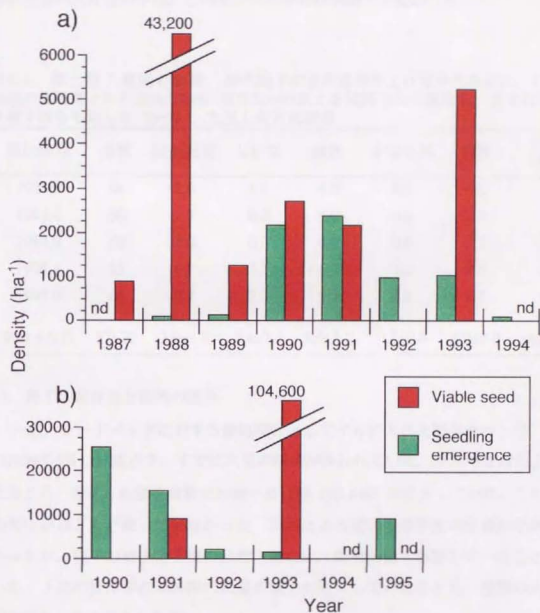 a)
43,200
6000
5000
4000
3000
2000
1000
0
nd
nd
1987 1988 1989 1990 1991 1992 1993 1994
Density (ha⁻¹)
b)
104,600
Viable seed
Seedling
emergence
30000
20000
10000
0
nd
nd
1990 1991 1992 1993 1994 1995
Year